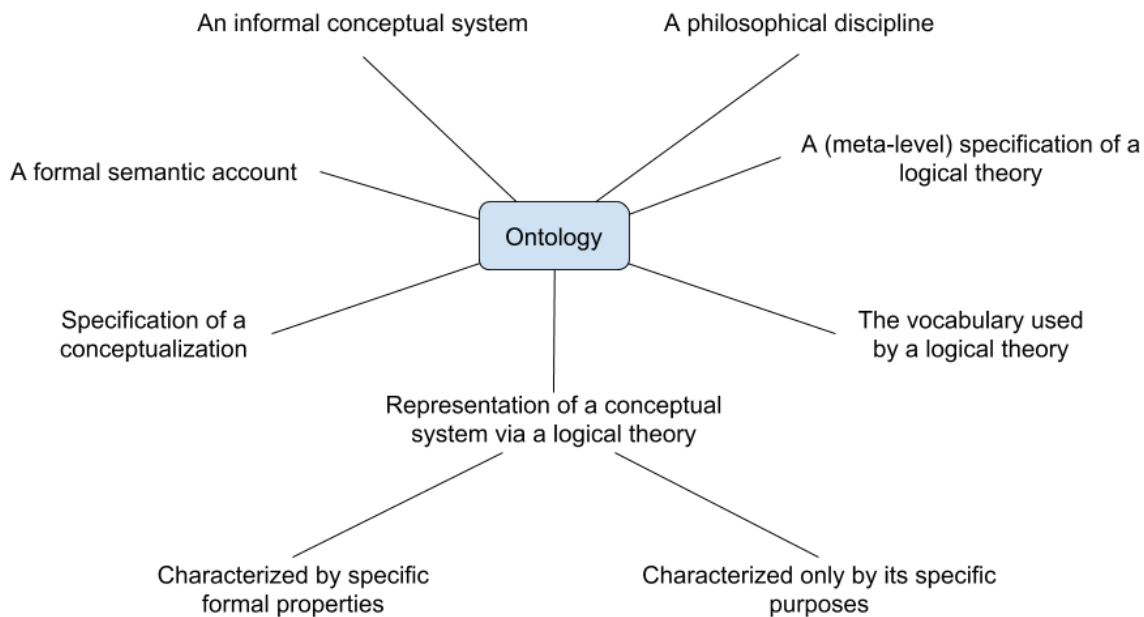 An informal conceptual system
A philosophical discipline
A formal semantic account
A (meta-level) specification of a
logical theory
Ontology
Specification of a
conceptualization
The vocabulary used
by a logical theory
Representation of a conceptual
system via a logical theory
Characterized by specific
formal properties
Characterized only by its specific
purposes